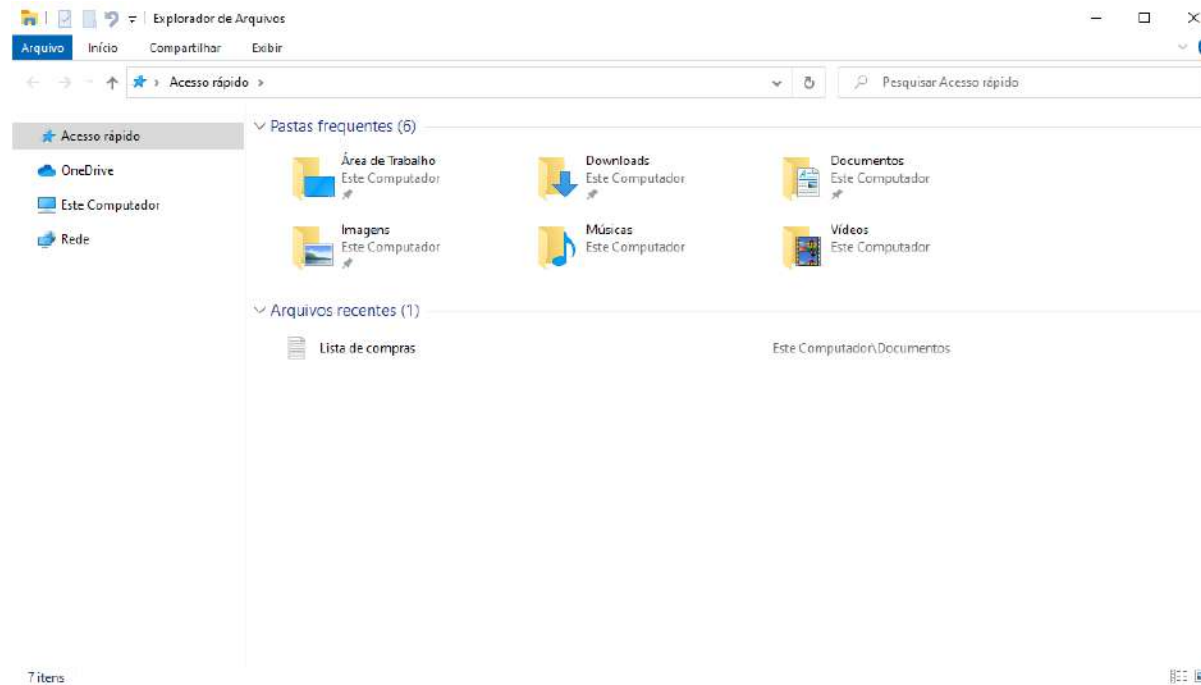 Explorador de Arquivos
Arquivo Início Compartilhar Exibir
Acesso rápido
Pesquisar Acesso rápido
Acesso rápido
OneDrive
Este Computador
Rede
Pastas frequentes (6)
Área de Trabalho
Este Computador
Downloads
Este Computador
Documentos
Este Computador
Imagens
Este Computador
Músicas
Este Computador
Vídeos
Este Computador
Arquivos recentes (1)
Lista de compras Este Computador\Documentos
7 itens